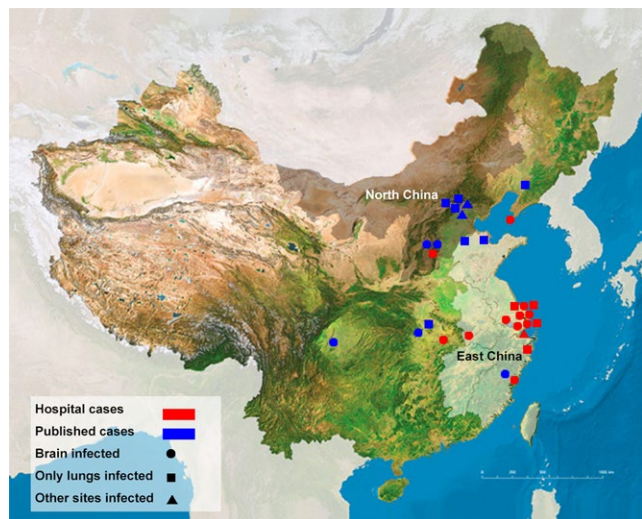 North China
East China
Hospital cases
Published cases
Brain infected
Only lungs infected
Other sites infected